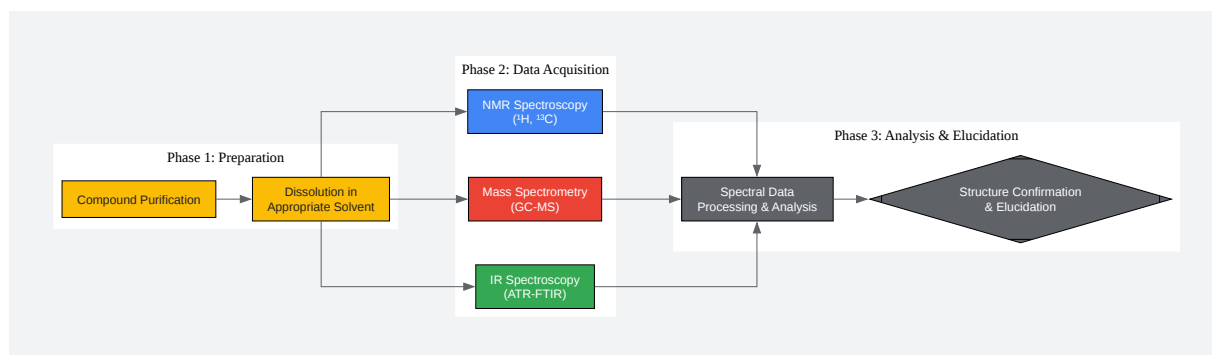 Phase 1: Preparation
Compound Purification
Dissolution in
Appropriate Solvent
Phase 2: Data Acquisition
NMR Spectroscopy
(¹H, ¹³C)
Mass Spectrometry
(GC-MS)
IR Spectroscopy
(ATR-FTIR)
Phase 3: Analysis & Elucidation
Spectral Data
Processing & Analysis
Structure Confirmation
& Elucidation